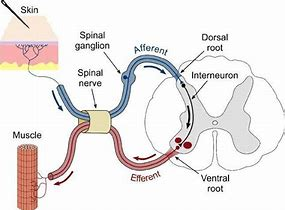 Skin
Spinal
ganglion
Afferent
Dorsal
root
Interneuron
Spinal
nerve
Muscle
Efferent
Ventral
root